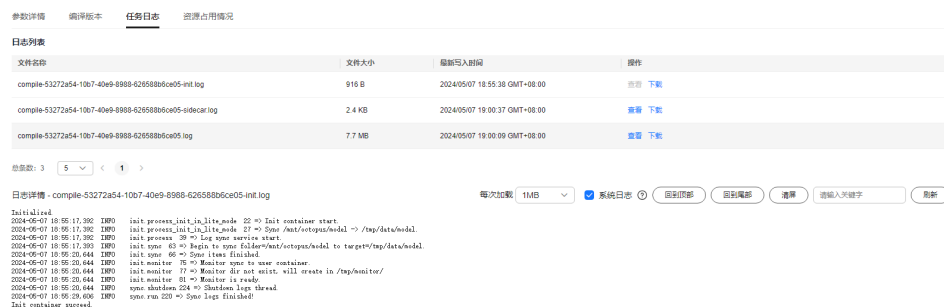 参数详情 编译版本 任务日志 资源占用情况
日志列表
文件名称 文件大小 最新写入时间 操作
compile-53272a54-10b7-40e9-8988-626588b6ce05-init.log 916 B 2024/05/07 18:55:38 GMT+08:00 查看 下载
compile-53272a54-10b7-40e9-8988-626588b6ce05-sidecar.log 2.4 KB 2024/05/07 19:00:37 GMT+08:00 查看 下载
compile-53272a54-10b7-40e9-8988-626588b6ce05.log 7.7 MB 2024/05/07 19:00:09 GMT+08:00 查看 下载
总条数: 3 5 < 1 >
日志详情 - compile-53272a54-10b7-40e9-8988-626588b6ce05-init.log 每次加载 1MB 系统日志 ? 回到顶部 回到尾部 清屏 请输入关键字 刷新
Initialized
2024-05-07 18:55:17,392 INFO init.process_init_in_lite_mode 22 => Init container start.
2024-05-07 18:55:17,392 INFO init.process_init_in_lite_mode 27 => Sync /mnt/octopus/model -> /tmp/data/model.
2024-05-07 18:55:17,392 INFO init.process 39 => Log sync service start.
2024-05-07 18:55:17,393 INFO init.sync 63 => Begin to sync folder=/mnt/octopus/model to target=/tmp/data/model.
2024-05-07 18:55:20,644 INFO init.sync 66 => Sync items finished.
2024-05-07 18:55:20,644 INFO init.monitor 75 => Monitor sync to user container.
2024-05-07 18:55:20,644 INFO init.monitor 77 => Monitor dir not exist, will create in /tmp/monitor/
2024-05-07 18:55:20,644 INFO init.monitor 81 => Monitor is ready.
2024-05-07 18:55:20,644 INFO sync.shutdown 224 => Shutdown logs thread.
2024-05-07 18:55:29,606 INFO sync.run 220 => Sync logs finished!
Init container succeed.